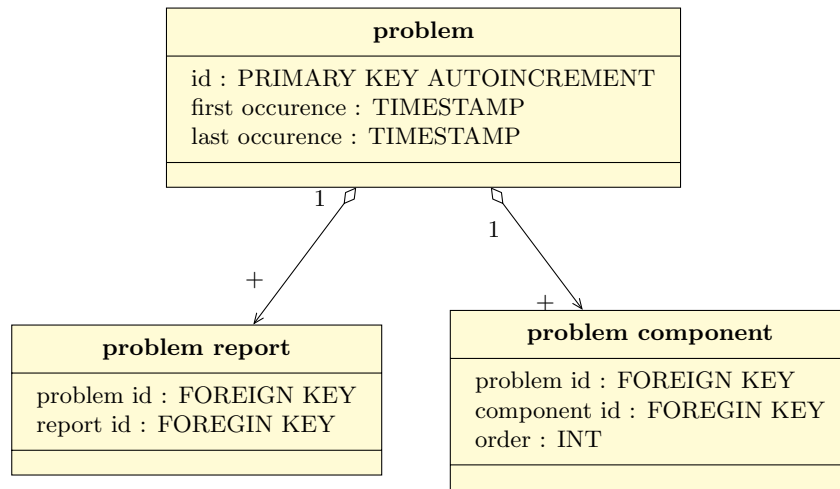 problem
id : PRIMARY KEY AUTOINCREMENT
first occurence : TIMESTAMP
last occurence : TIMESTAMP
1
1
+
+
problem report
problem id : FOREIGN KEY
report id : FOREGIN KEY
problem component
problem id : FOREIGN KEY
component id : FOREGIN KEY
order : INT